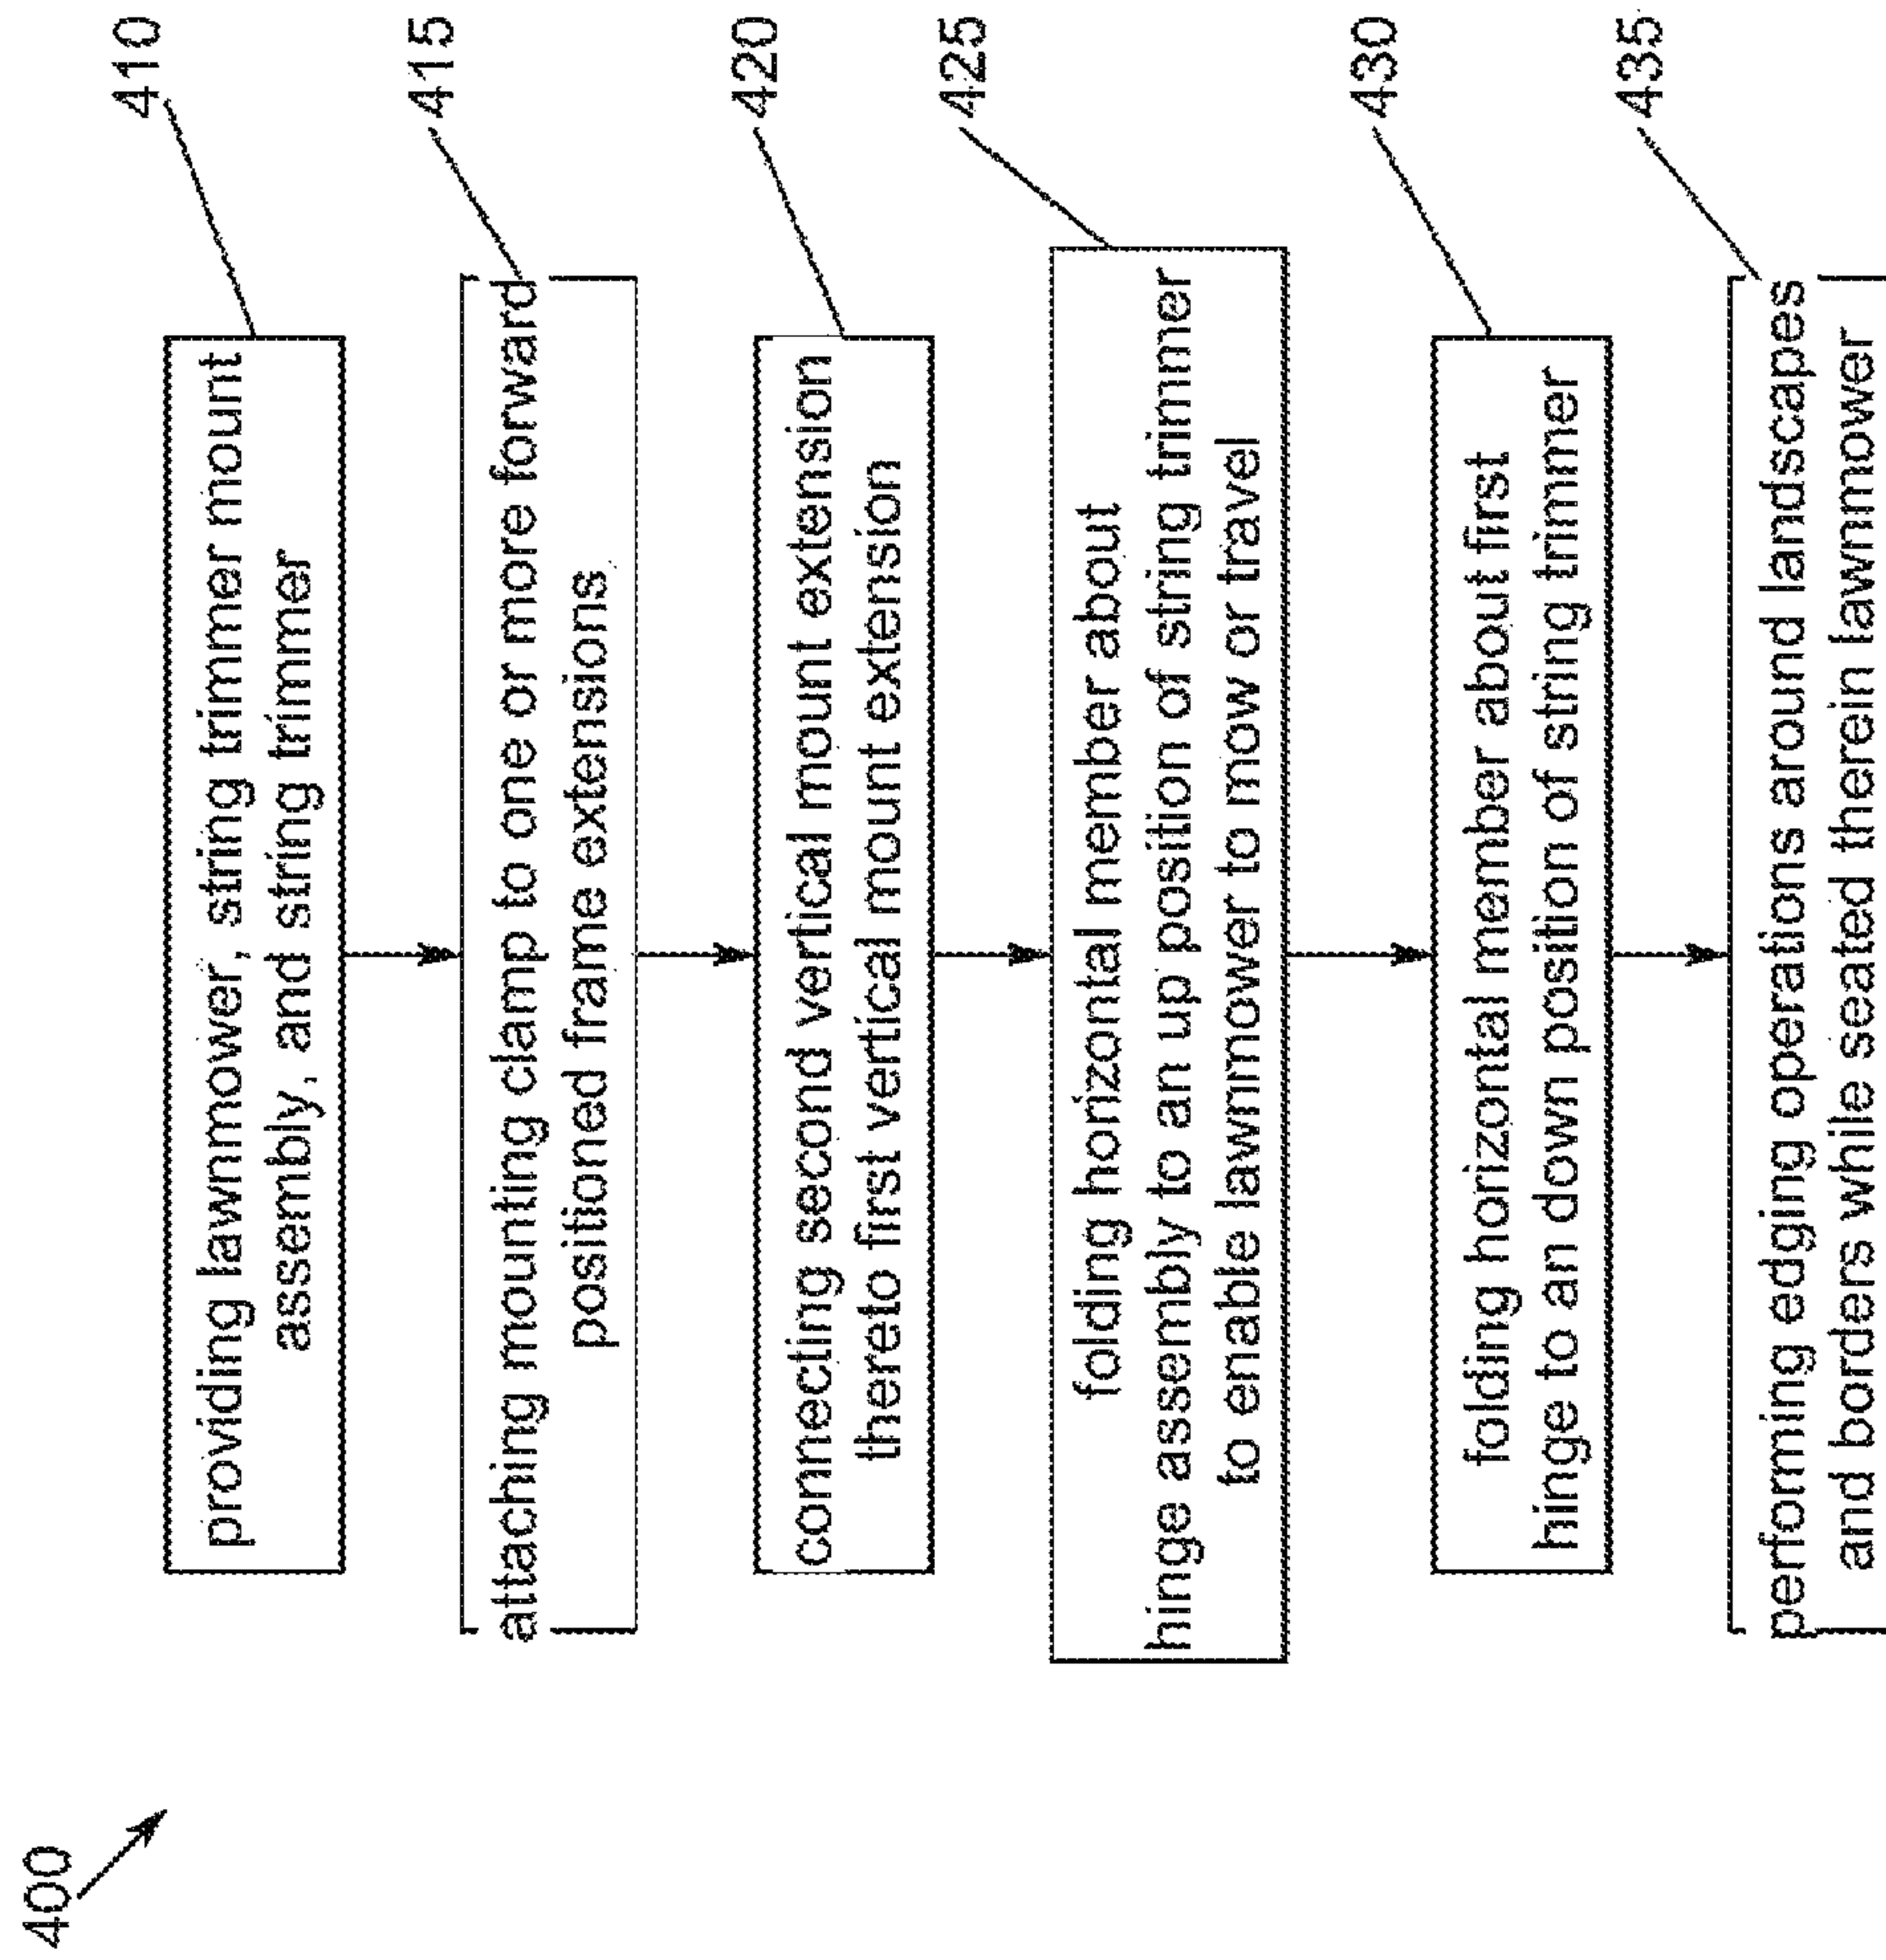 400
410
providing lawnmower, string trimmer mount
assembly, and string trimmer
415
attaching mounting clamp to one or more forward
positioned frame extensions
420
connecting second vertical mount extension
thereto first vertical mount extension
425
folding horizontal member about
hinge assembly to an up position of string trimmer
to enable lawnmower to mow or travel
430
folding horizontal member about first
hinge to an down position of string trimmer
435
performing edging operations around landscapes
and borders while seated therein lawnmower